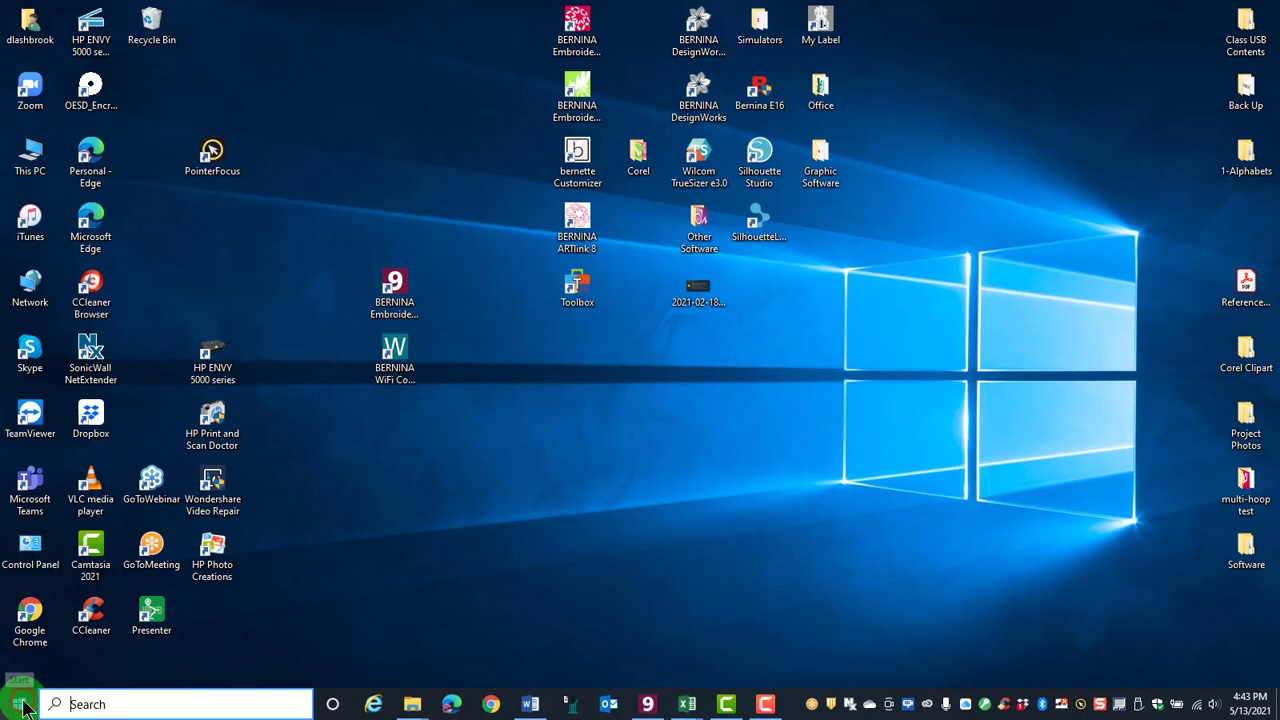 dlashbrook
HP ENVY
5000 se...
Recycle Bin
BERNINA
Embroide...
BERNINA
DesignWor...
Simulators
My Label
Class USB
Contents
Zoom
OESD_Encr...
BERNINA
Embroide...
BERNINA
DesignWorks
Bernina E16
Office
Back Up
This PC
Personal -
Edge
PointerFocus
b
bernette
Customizer
Corel
TS
Wilcom
TrueSizer e3.0
Silhouette
Studio
Graphic
Software
1-Alphabets
iTunes
Microsoft
Edge
BERNINA
ARTlink 8
Other
Software
SilhouetteL...
Network
CCleaner
Browser
9
BERNINA
Embroide...
T
Toolbox
2021-02-18...
PDF
Reference...
Skype
SonicWall
NetExtender
HP ENVY
5000 series
W
BERNINA
WiFi Co...
Corel Clipart
TeamViewer
Dropbox
HP Print and
Scan Doctor
Project
Photos
Microsoft
Teams
VLC media
player
GoToWebinar
Wondershare
Video Repair
multi-hoop
test
Control Panel
Camtasia
2021
GoToMeeting
HP Photo
Creations
Software
Google
Chrome
CCleaner
Presenter
Start
Search
9
4:43 PM
5/13/2021